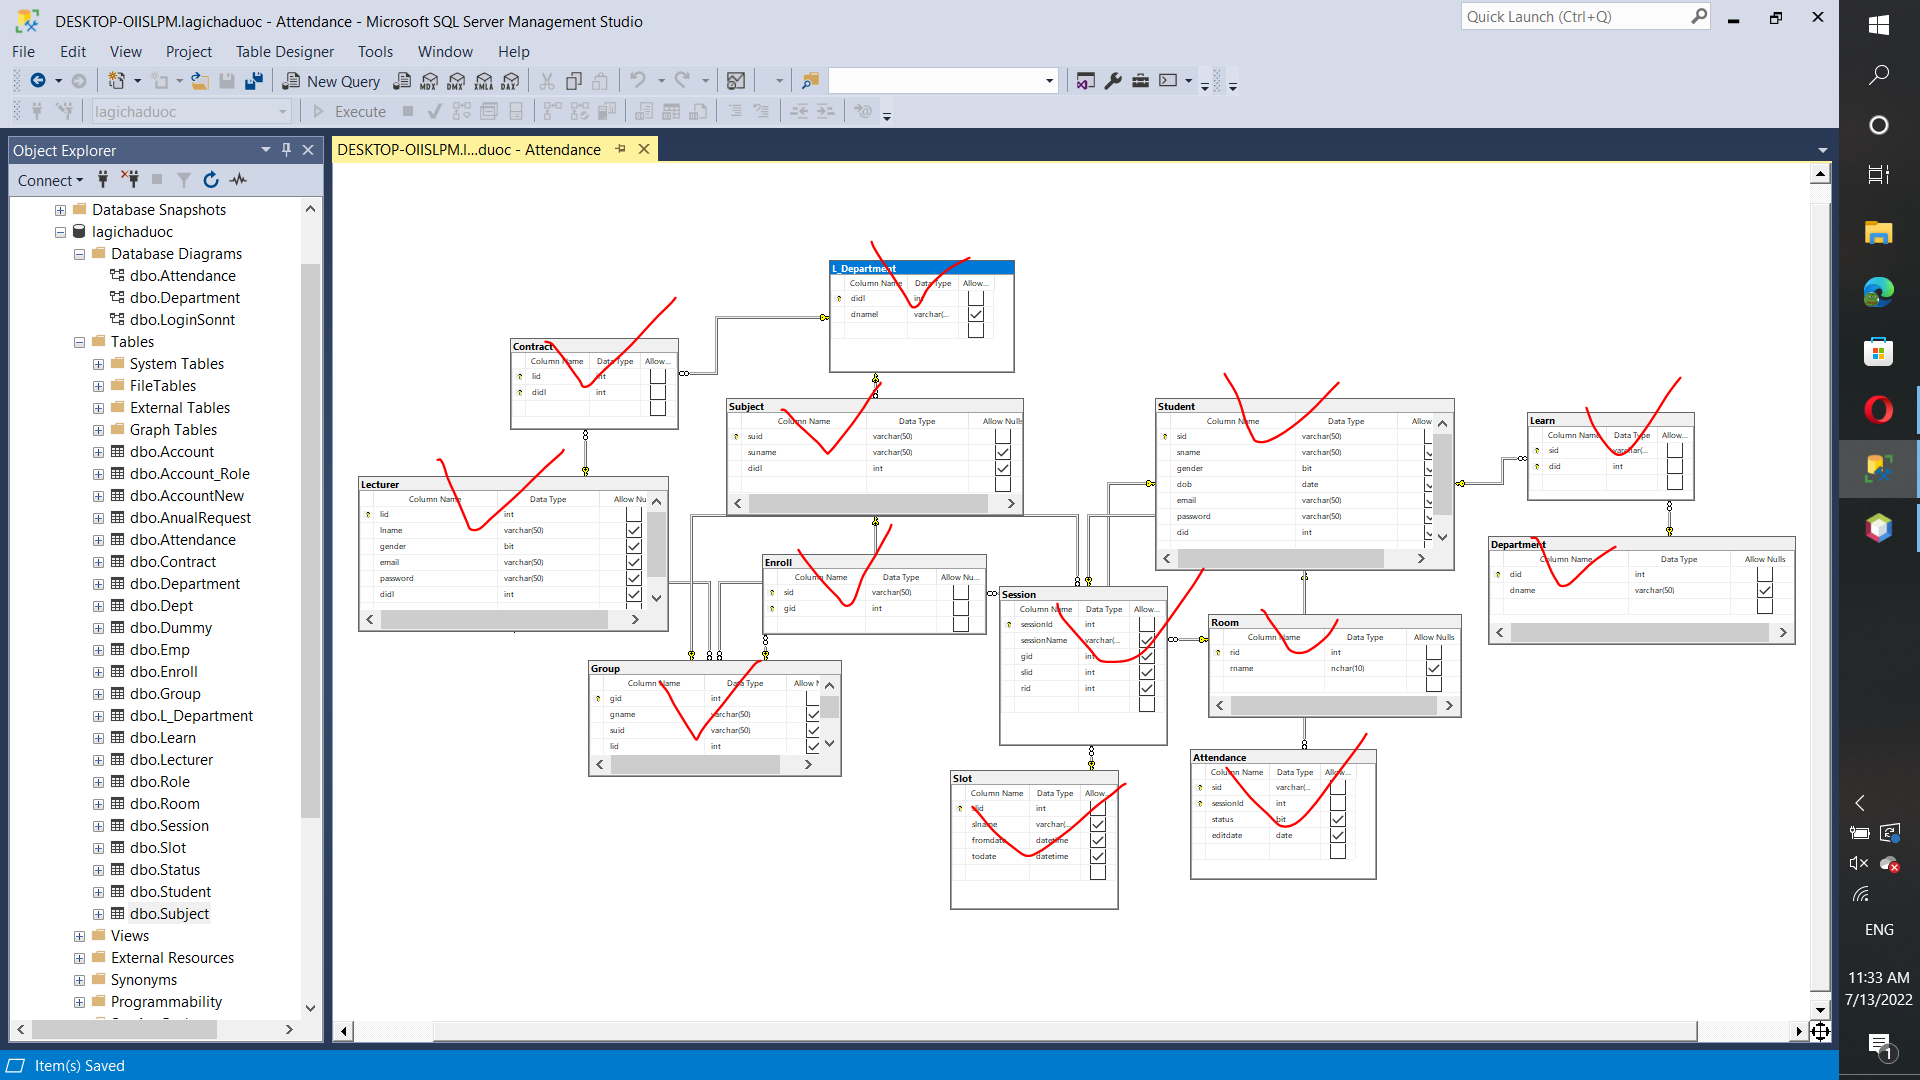 DESKTOP-OIISLPM.lagichaduoc - Attendance - Microsoft SQL Server Management Studio
Quick Launch (Ctrl+Q)
File Edit View Project Table Designer Tools Window Help
New Query MDX DMX XMLA DAX
lagichaduoc Execute
Object Explorer
DESKTOP-OIISLPM.l...duoc - Attendance
Connect
Database Snapshots
lagichaduoc
Database Diagrams
dbo.Attendance
dbo.Department
dbo.LoginSonnt
Tables
System Tables
FileTables
External Tables
Graph Tables
dbo.Account
dbo.Account_Role
dbo.AccountNew
dbo.AnualRequest
dbo.Attendance
dbo.Contract
dbo.Department
dbo.Dept
dbo.Dummy
dbo.Emp
dbo.Enroll
dbo.Group
dbo.L_Department
dbo.Learn
dbo.Lecturer
dbo.Role
dbo.Room
dbo.Session
dbo.Slot
dbo.Status
dbo.Student
dbo.Subject
Views
External Resources
Synonyms
Programmability
L_Department
Column Name Data Type Allow...
didl int
dnamel varchar(...
Contract
Column Name Data Type Allow...
lid int
didl int
Subject
Column Name Data Type Allow Nulls
suid varchar(50)
suname varchar(50)
didl int
Student
Column Name Data Type Allow
sid varchar(50)
sname varchar(50)
gender bit
dob date
email varchar(50)
password varchar(50)
did int
Learn
Column Name Data Type Allow...
sid varchar(...
did int
Lecturer
Column Name Data Type Allow Nu
lid int
lname varchar(50)
gender bit
email varchar(50)
password varchar(50)
didl int
Department
Column Name Data Type Allow Nulls
did int
dname varchar(50)
Enroll
Column Name Data Type Allow Nu...
sid varchar(50)
gid int
Session
Column Name Data Type Allow...
sessionId int
sessionName varchar(...
gid int
slid int
rid int
Room
Column Name Data Type Allow Nulls
rid int
rname nchar(10)
Group
Column Name Data Type Allow N
gid int
gname varchar(50)
suid varchar(50)
lid int
Attendance
Column Name Data Type Allow...
sid varchar(...
sessionId int
status bit
editdate date
Slot
Column Name Data Type Allow...
slid int
slname varchar(...
fromdate datetime
todate datetime
Item(s) Saved
ENG
11:33 AM
7/13/2022
1